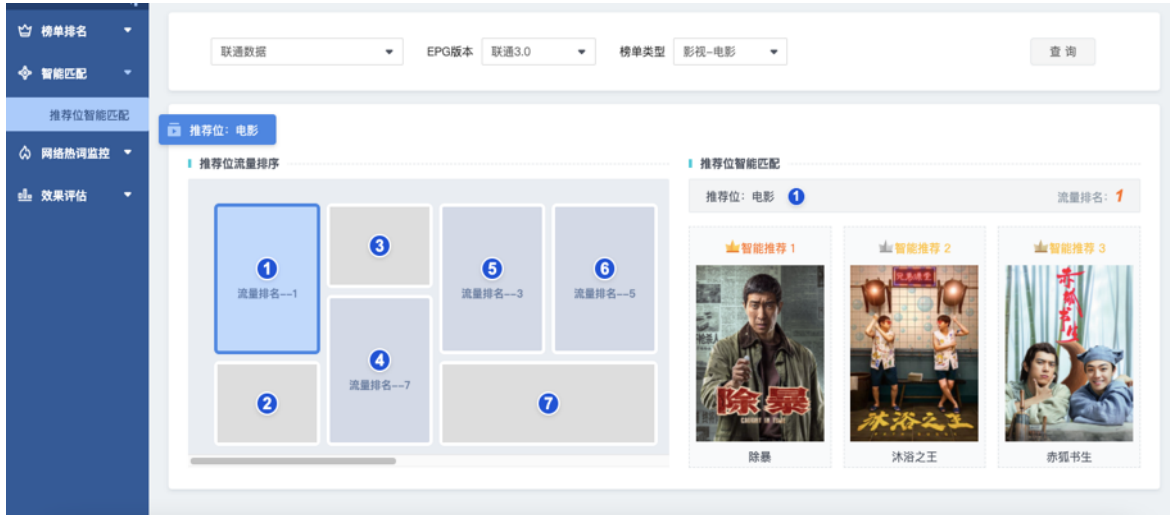 榜单排名
智能匹配
推荐位智能匹配
网络热词监控
效果评估
联通数据 EPG版本 联通3.0 榜单类型 影视-电影 查询
推荐位：电影
推荐位流量排序
1
流量排名--1
2
3
4
流量排名--7
5
流量排名--3
6
流量排名--5
7
推荐位智能匹配
推荐位：电影 1 流量排名：1
智能推荐 1
除暴
CAUGHT IN TIME
除暴
智能推荐 2
沐浴之王
沐浴之王
智能推荐 3
赤狐书生
赤狐书生